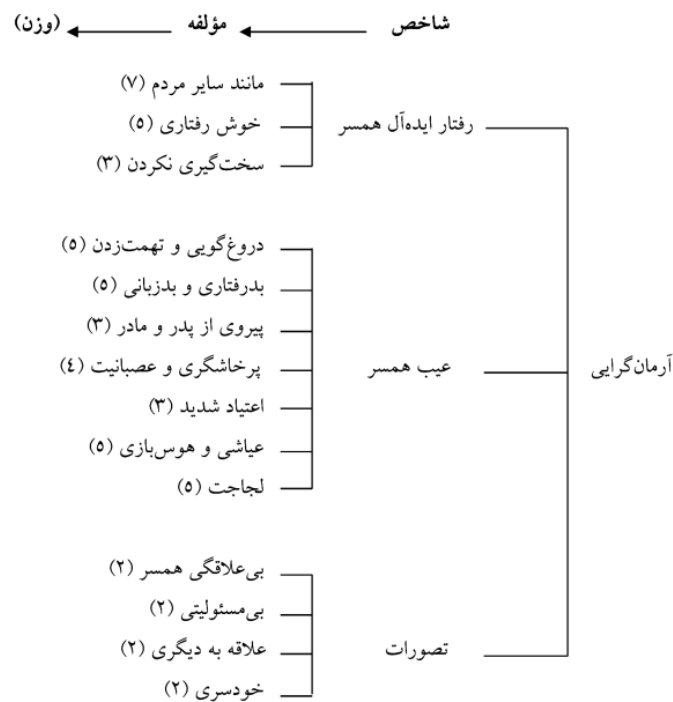 شاخص مؤلفه (وزن)
مانند سایر مردم (۷)
رفتار ایده‌آل همسر خوش رفتاری (۵)
سخت‌گیری نکردن (۳)
دروغ‌گویی و تهمت‌زدن (۵)
بدرفتاری و بدزبانی (۵)
پیروی از پدر و مادر (۳)
آرمان‌گرایی عیب همسر پرخاشگری و عصبانیت (٤)
اعتیاد شدید (۳)
عیاشی و هوس‌بازی (۵)
لجاجت (۵)
بی‌علاقگی همسر (۲)
بی‌مسئولیتی (۲)
تصورات علاقه به دیگری (۲)
خودسری (۲)